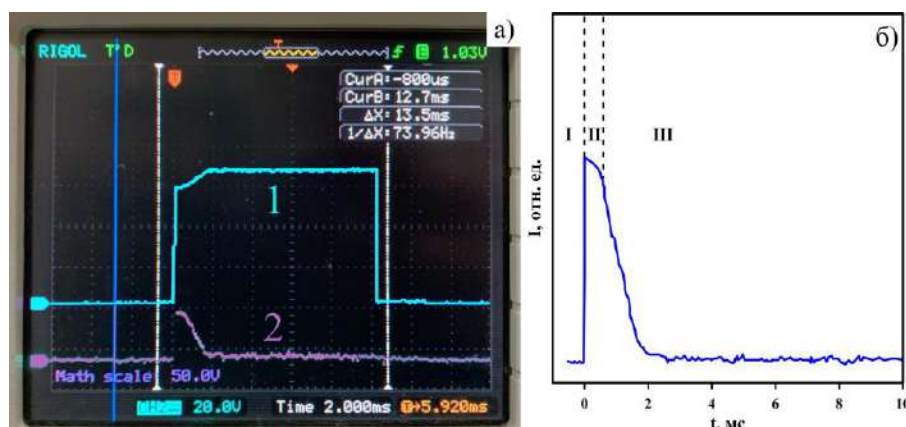 а)
RIGOL T'D 1.03V
CurA: -800us
CurB: 12.7ms
ΔX: 13.5ms
1/ΔX: 73.96Hz
1
2
Math scale 50.0V
CH2 20.0V Time 2.000ms 5.920ms
б)
I II III
I, отн. ед.
0 2 4 6 8 10
t, мс